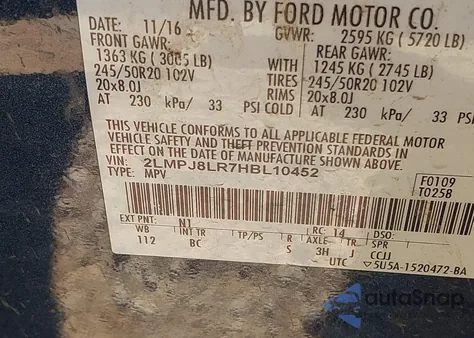 MFD. BY FORD MOTOR CO.
DATE: 11/16 GVWR: 2595 KG ( 5720 LB)
FRONT GAWR: REAR GAWR:
1363 KG ( 3005 LB) WITH 1245 KG ( 2745 LB)
245/50R20 102V TIRES 245/50R20 102V
20x8.0J RIMS 20x8.0J
AT 230 kPa/ 33 PSI COLD AT 230 kPa/ 33 PSI
THIS VEHICLE CONFORMS TO ALL APPLICABLE FEDERAL MOTOR
VEHICLE SAFETY AND THEFT PREVENTION STANDARDS IN
EFFECT ON THE DATE OF MANUFACTURE SHOWN ABOVE.
VIN: 2LMPJ8LR7HBL10452
TYPE: MPV
F0109
T025B
EXT PNT: N1 RC: 14 DSO:
WB INT TR TP/PS R AXLE TR SPR
112 BC S 3H J CCJJ
UTC 5U5A-1520472-BA
autoSnap